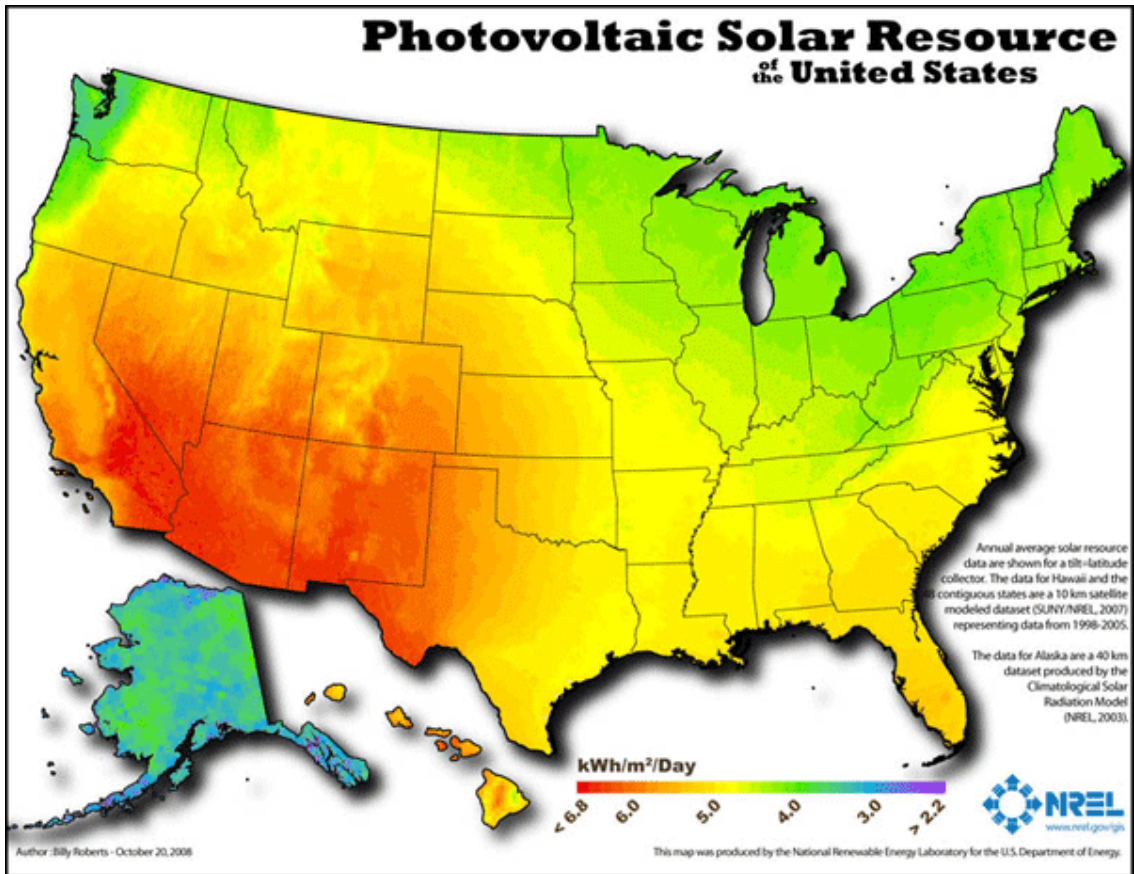 Photovoltaic Solar Resource
of the United States
Annual average solar resource
data are shown for a tilt=latitude
collector. The data for Hawaii and the
48 contiguous states are a 10 km satellite
modeled dataset (SUNY/NREL, 2007)
representing data from 1998-2005.
The data for Alaska are a 40 km
dataset produced by the
Climatological Solar
Radiation Model
(NREL, 2003).
kWh/m²/Day
< 6.8 6.0 5.0 4.0 3.0 > 2.2
NREL
www.nrel.gov/gis
Author : Billy Roberts - October 20, 2008
This map was produced by the National Renewable Energy Laboratory for the U.S. Department of Energy.